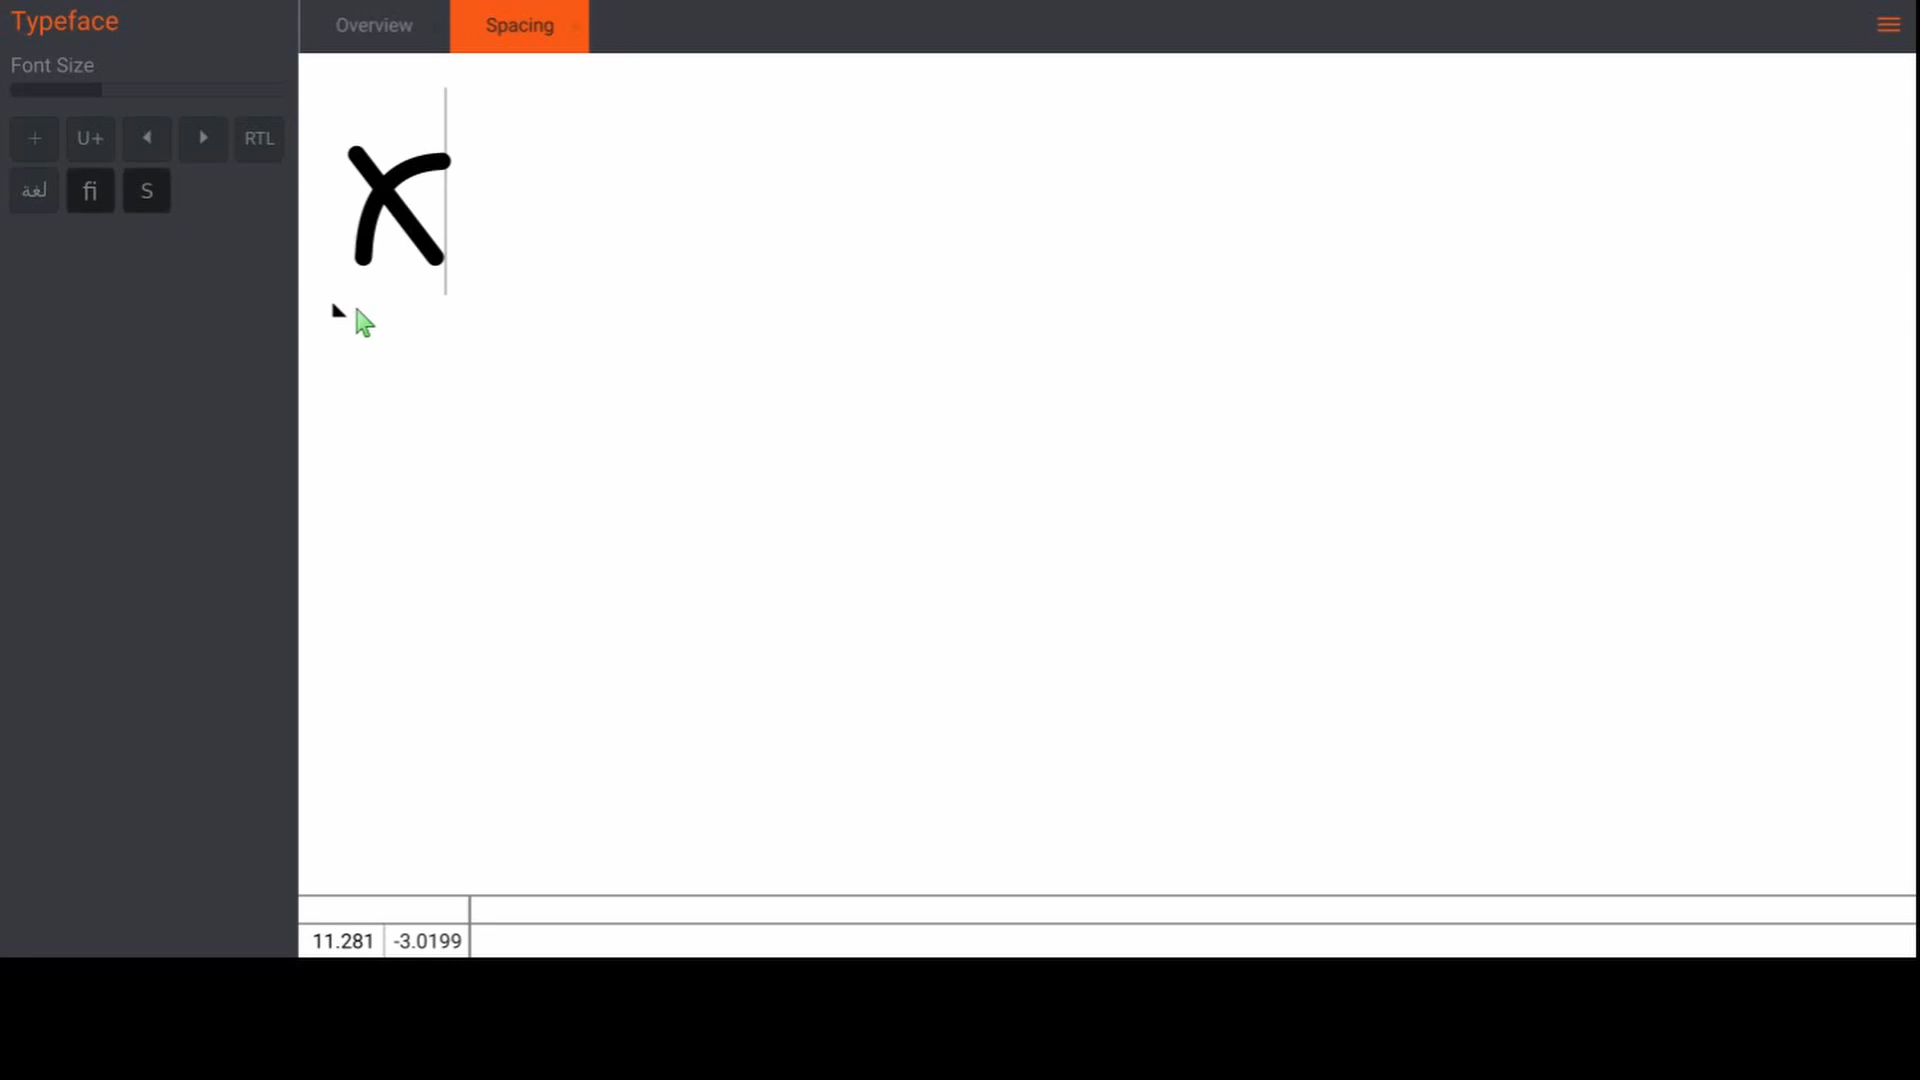 Typeface
Overview
Spacing
Font Size
+ U+ RTL
لغة fi S
x
11.281 -3.0199